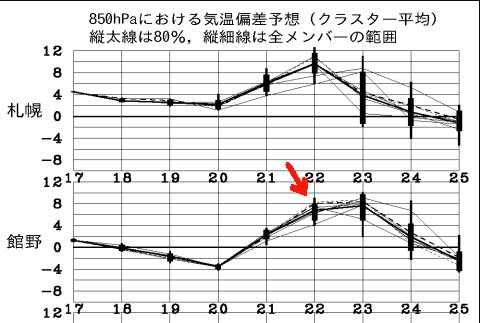 850hPaにおける気温偏差予想(クラスター平均)
縦太線は80%,縦細線は全メンバーの範囲
12
8
4
札幌 0
-4
-8
17 18 19 20 21 22 23 24 25
12
8
4
館野 0
-4
-8
12 17 18 19 20 21 22 23 24 25